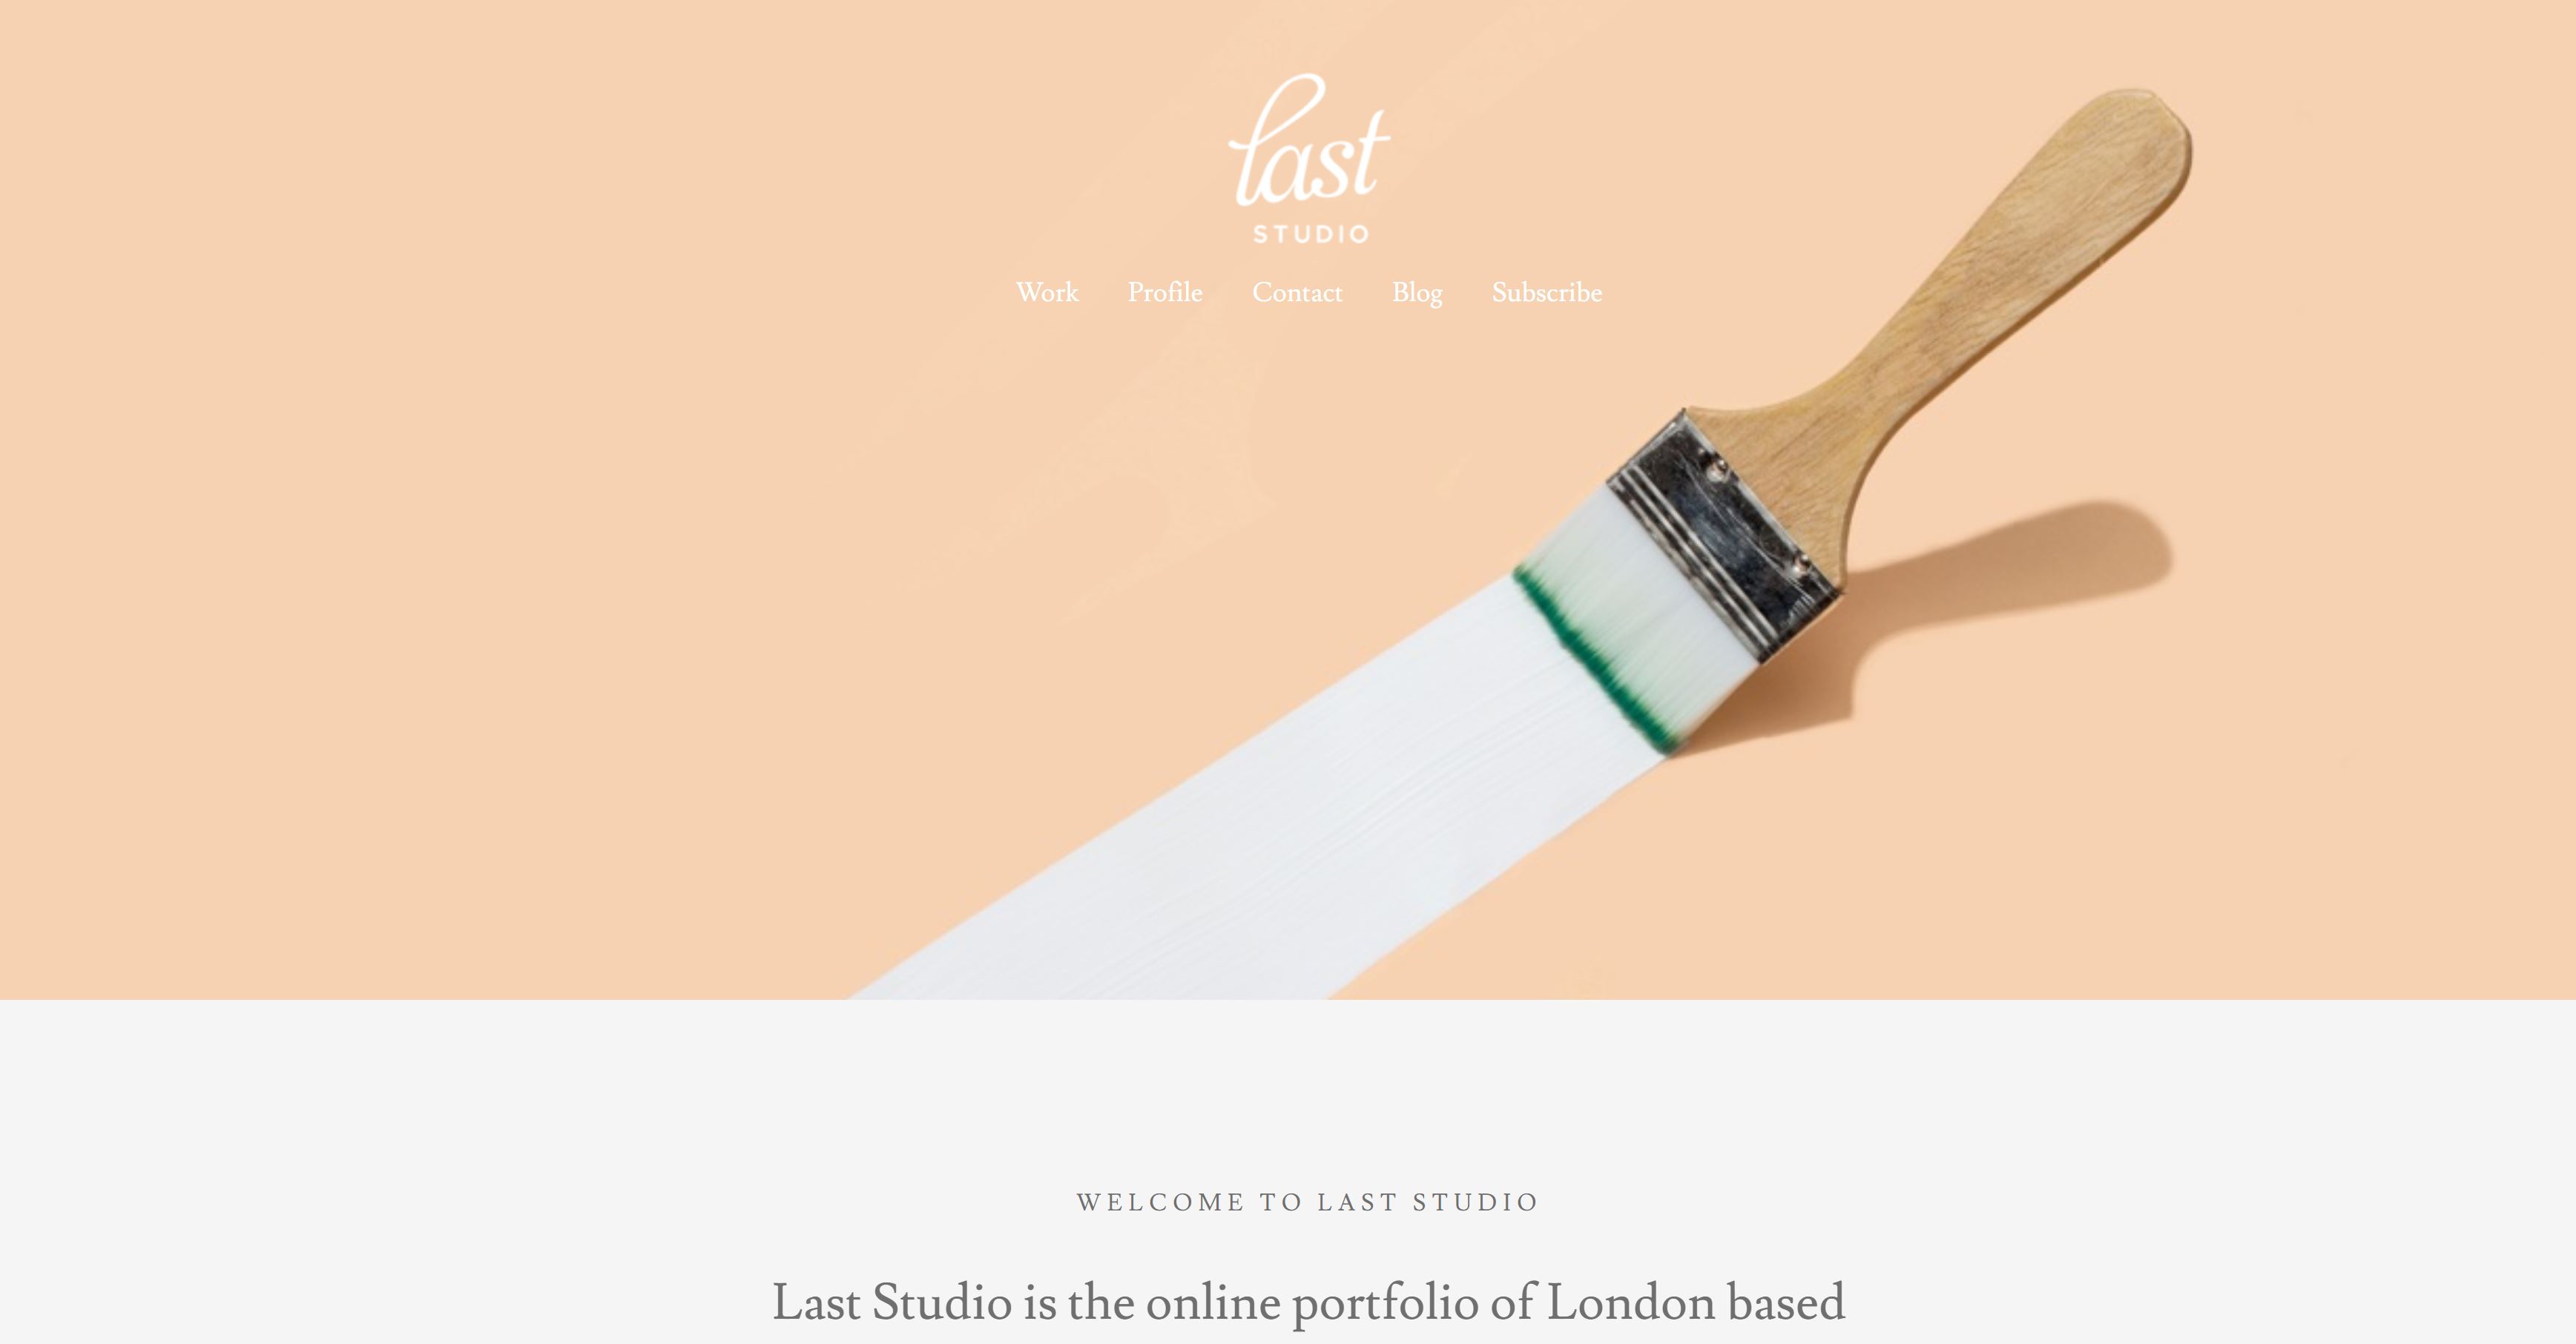 last
STUDIO
Work Profile Contact Blog Subscribe
WELCOME TO LAST STUDIO
Last Studio is the online portfolio of London based